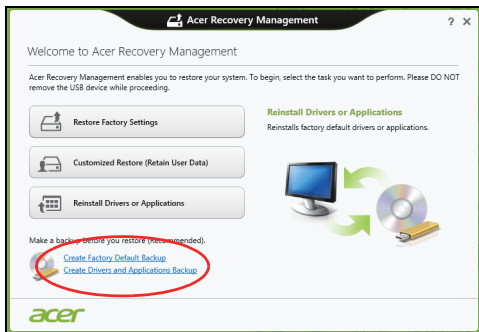 Acer Recovery Management
? X
Welcome to Acer Recovery Management
Acer Recovery Management enables you to restore your system. To begin, select the task you want to perform. Please DO NOT
remove the USB device while proceeding.
Restore Factory Settings
Customized Restore (Retain User Data)
Reinstall Drivers or Applications
Reinstall Drivers or Applications
Reinstalls factory default drivers or applications.
Make a backup before you restore (Recommended).
Create Factory Default Backup
Create Drivers and Applications Backup
acer